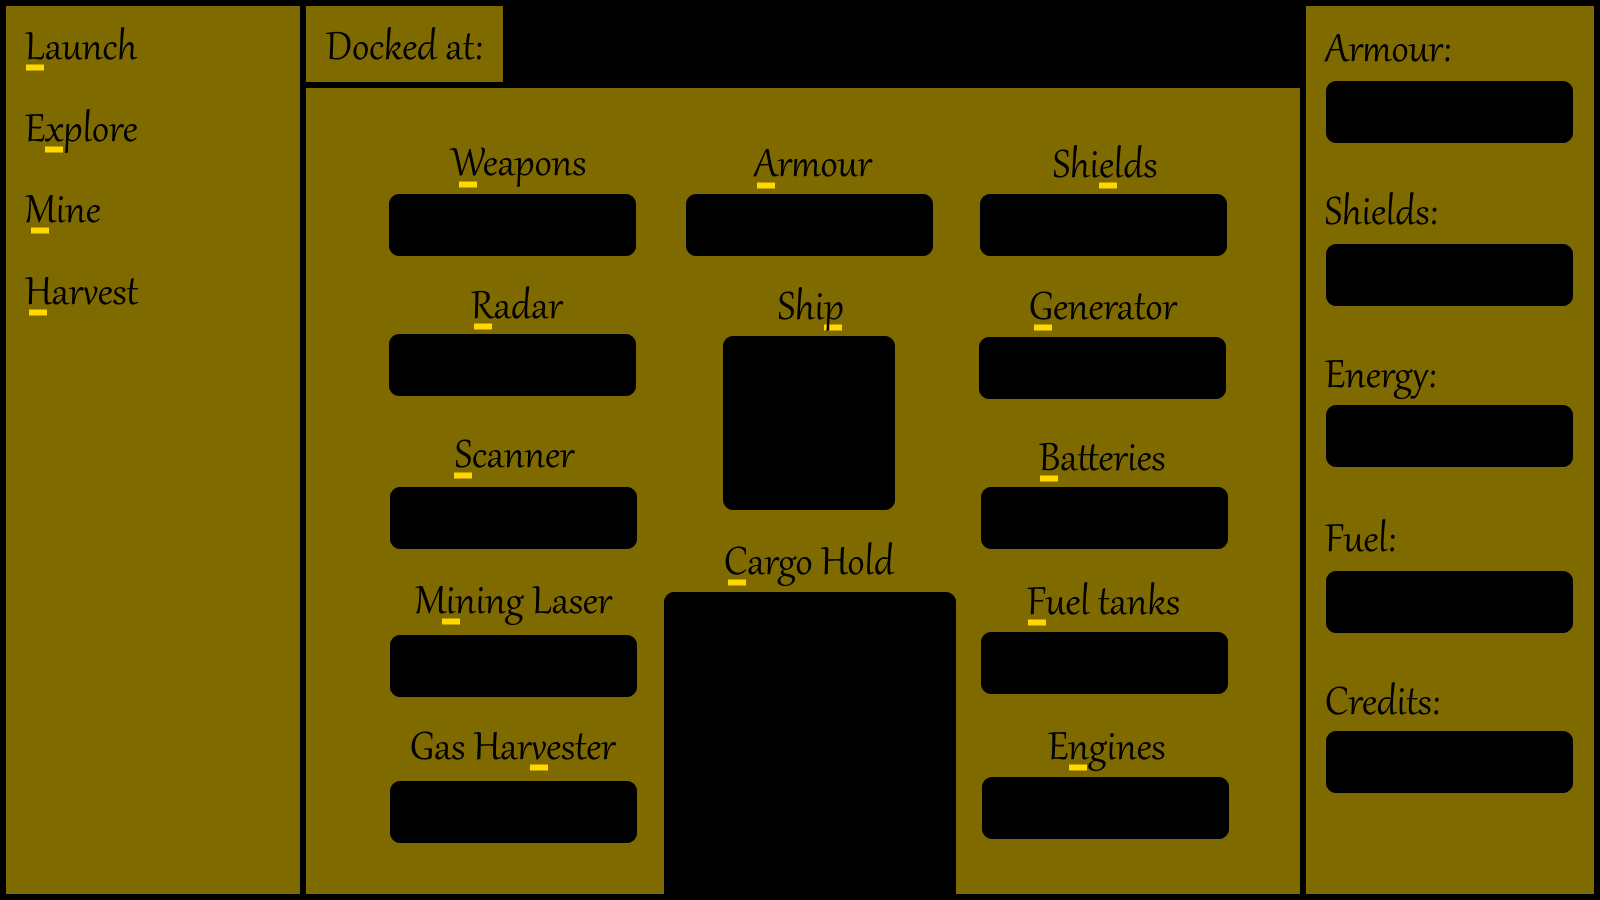 Launch
Explore
Mine
Harvest
Docked at:
Weapons
Armour
Shields
Radar
Ship
Generator
Scanner
Batteries
Cargo Hold
Mining Laser
Fuel tanks
Gas Harvester
Engines
Armour:
Shields:
Energy:
Fuel:
Credits: